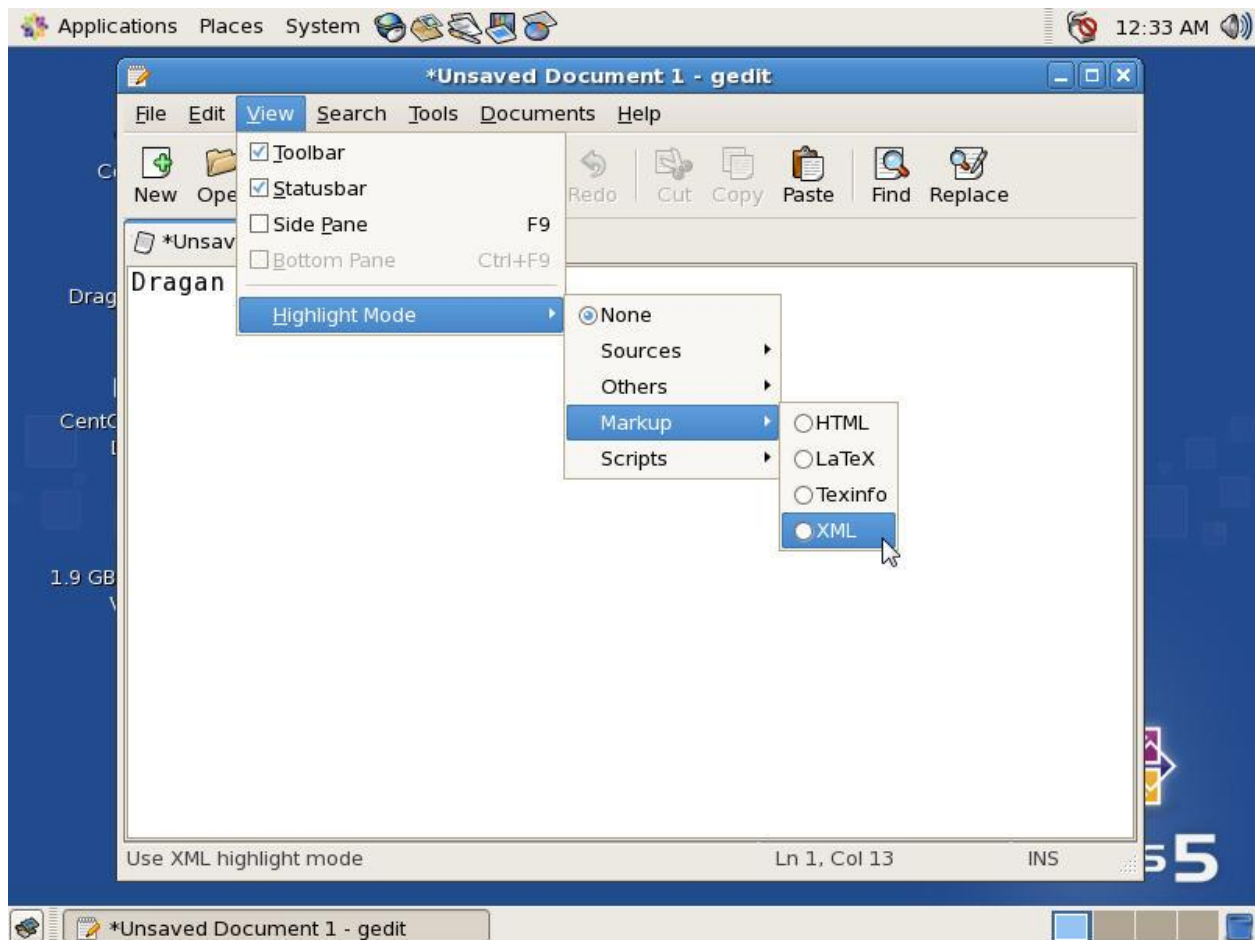 Applications Places System 12:33 AM
*Unsaved Document 1 - gedit
File Edit View Search Tools Documents Help
Toolbar
New Redo Cut Copy Paste Find Replace
Statusbar
Side Pane F9
Bottom Pane Ctrl+F9
Dragan
Highlight Mode
None
Sources
Others
Markup
Scripts
HTML
LaTeX
Texinfo
XML
1.9 GB
Use XML highlight mode Ln 1, Col 13 INS
5
*Unsaved Document 1 - gedit